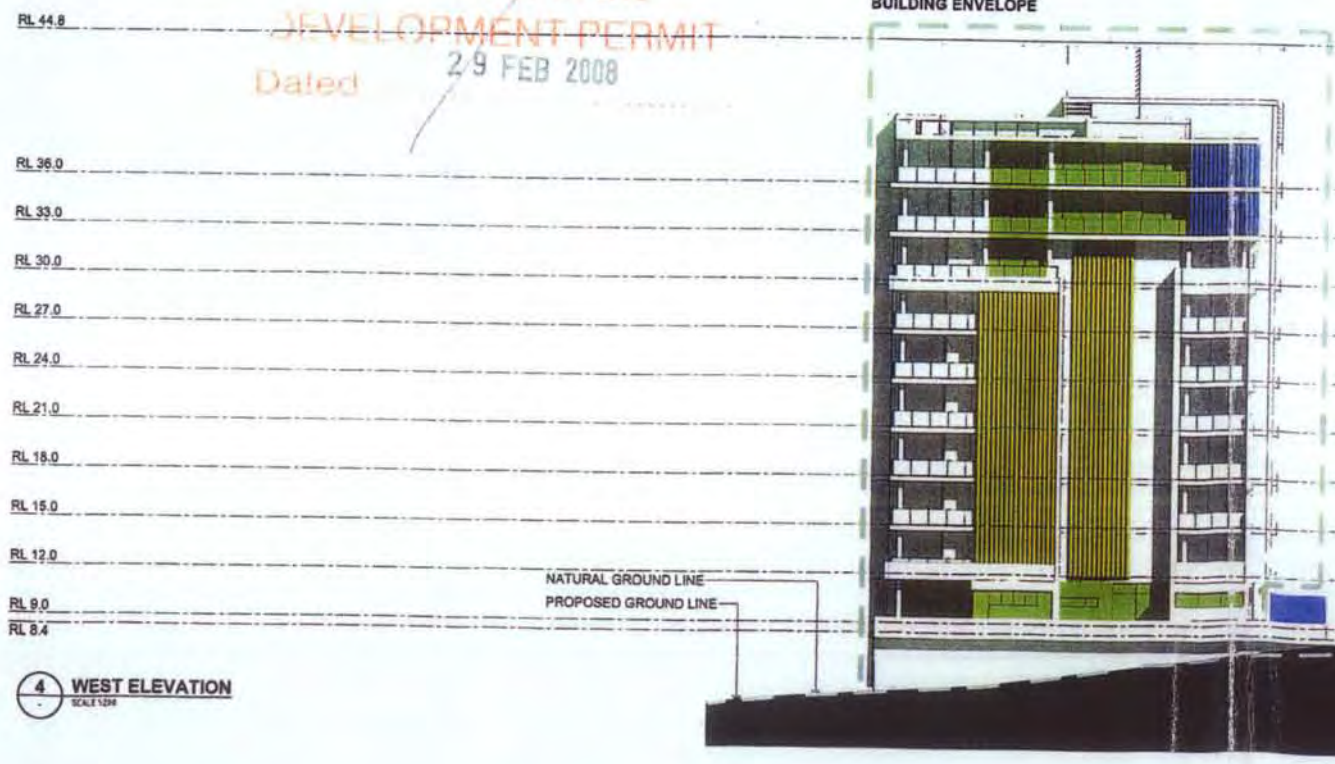 BUILDING ENVELOPE
RL 44.8
DEVELOPMENT PERMIT
Dated 29 FEB 2008
RL 36.0
RL 33.0
RL 30.0
RL 27.0
RL 24.0
RL 21.0
RL 18.0
RL 15.0
RL 12.0
NATURAL GROUND LINE
PROPOSED GROUND LINE
RL 9.0
RL 8.4
4 WEST ELEVATION